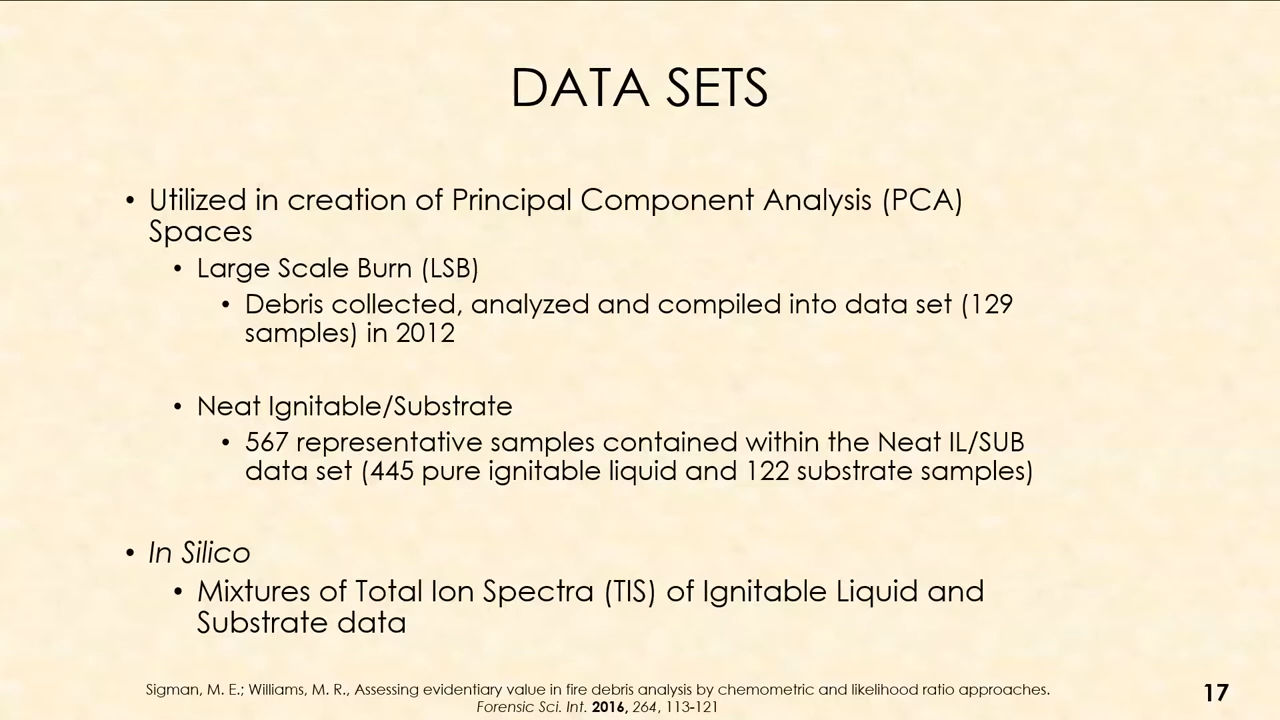 DATA SETS
• Utilized in creation of Principal Component Analysis (PCA)
Spaces
• Large Scale Burn (LSB)
• Debris collected, analyzed and compiled into data set (129
samples) in 2012
• Neat Ignitable/Substrate
• 567 representative samples contained within the Neat IL/SUB
data set (445 pure ignitable liquid and 122 substrate samples)
• In Silico
• Mixtures of Total Ion Spectra (TIS) of Ignitable Liquid and
Substrate data
Sigman, M. E.; Williams, M. R., Assessing evidentiary value in fire debris analysis by chemometric and likelihood ratio approaches.
Forensic Sci. Int. 2016, 264, 113-121
17